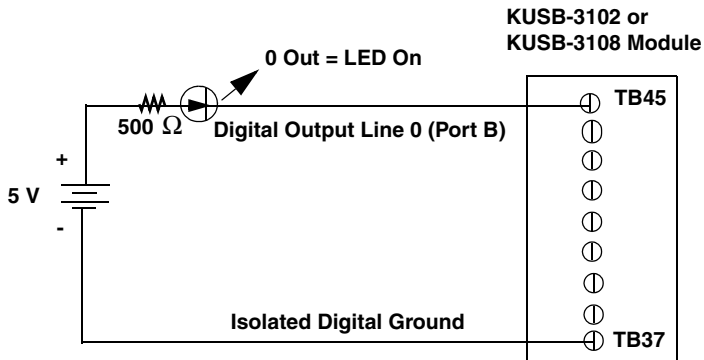 KUSB-3102 or
KUSB-3108 Module
0 Out = LED On
TB45
500 Ω
Digital Output Line 0 (Port B)
+
5 V
-
Isolated Digital Ground
TB37